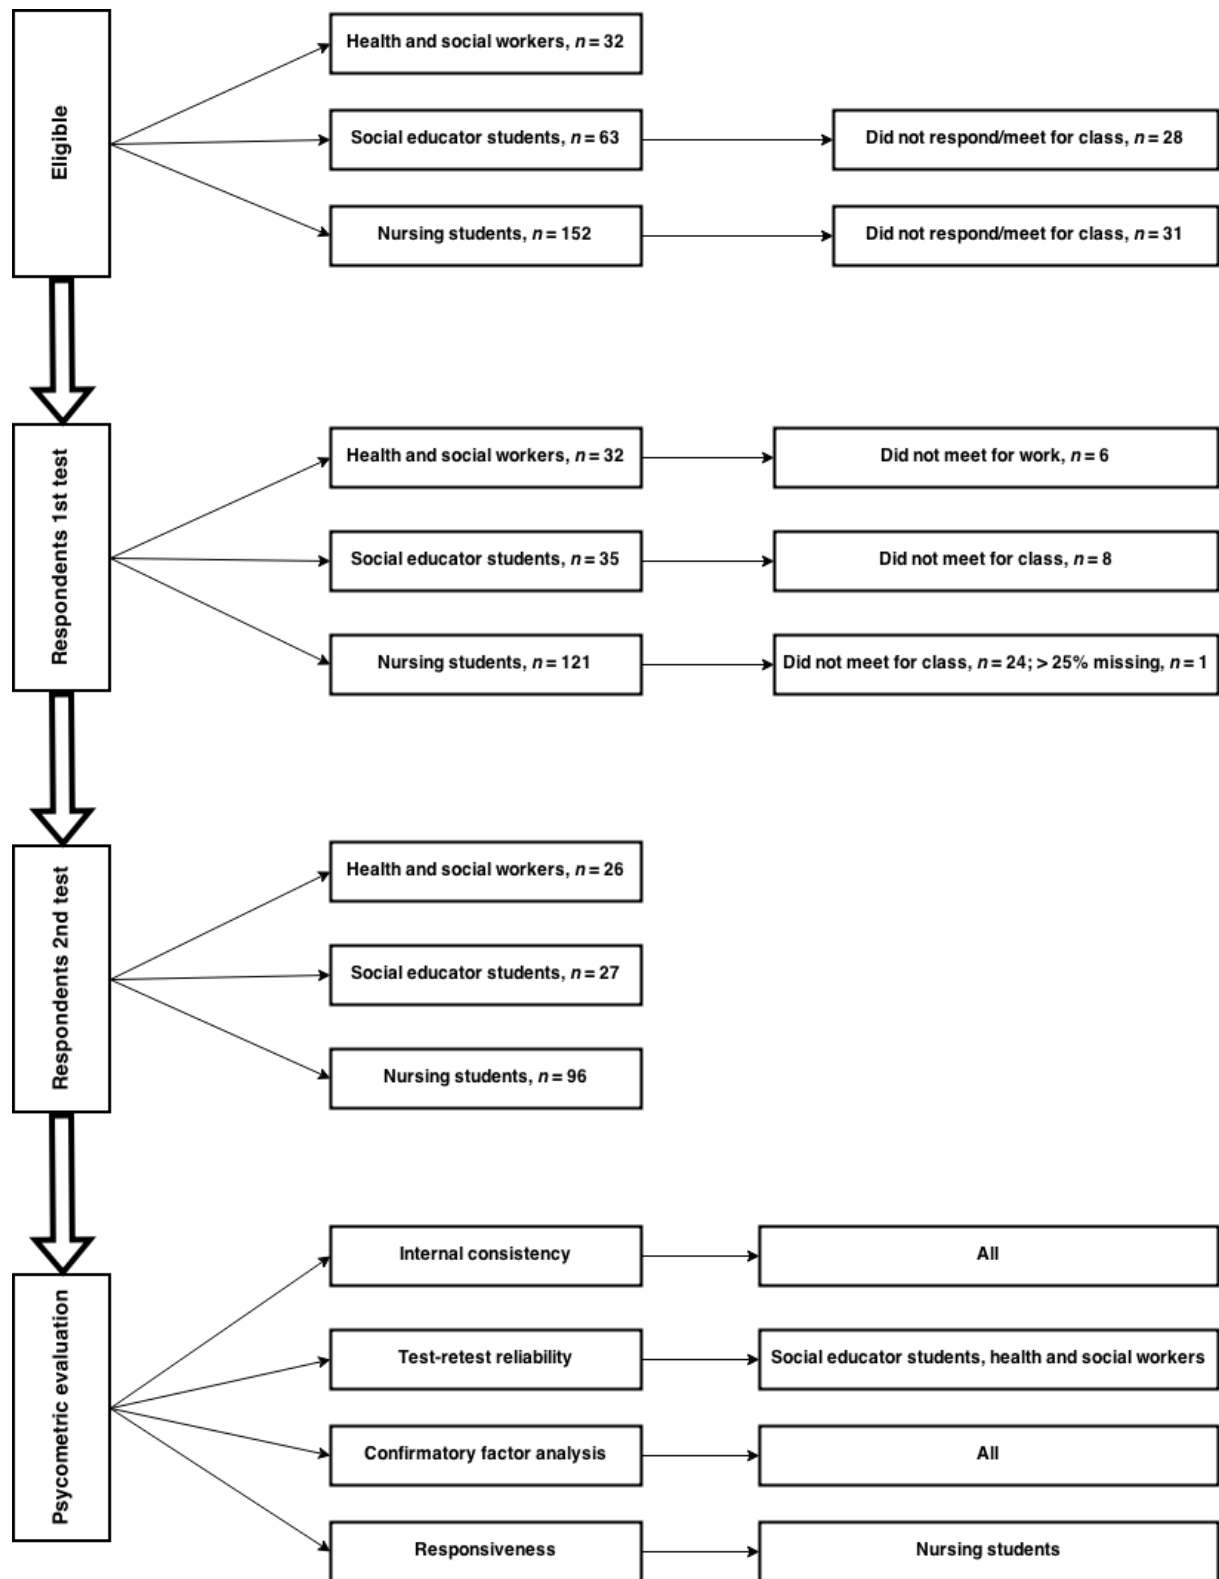 Eligible
Health and social workers, n = 32
Social educator students, n = 63
Did not respond/meet for class, n = 28
Nursing students, n = 152
Did not respond/meet for class, n = 31
Respondents 1st test
Health and social workers, n = 32
Did not meet for work, n = 6
Social educator students, n = 35
Did not meet for class, n = 8
Nursing students, n = 121
Did not meet for class, n = 24; > 25% missing, n = 1
Respondents 2nd test
Health and social workers, n = 26
Social educator students, n = 27
Nursing students, n = 96
Psycometric evaluation
Internal consistency
All
Test-retest reliability
Social educator students, health and social workers
Confirmatory factor analysis
All
Responsiveness
Nursing students